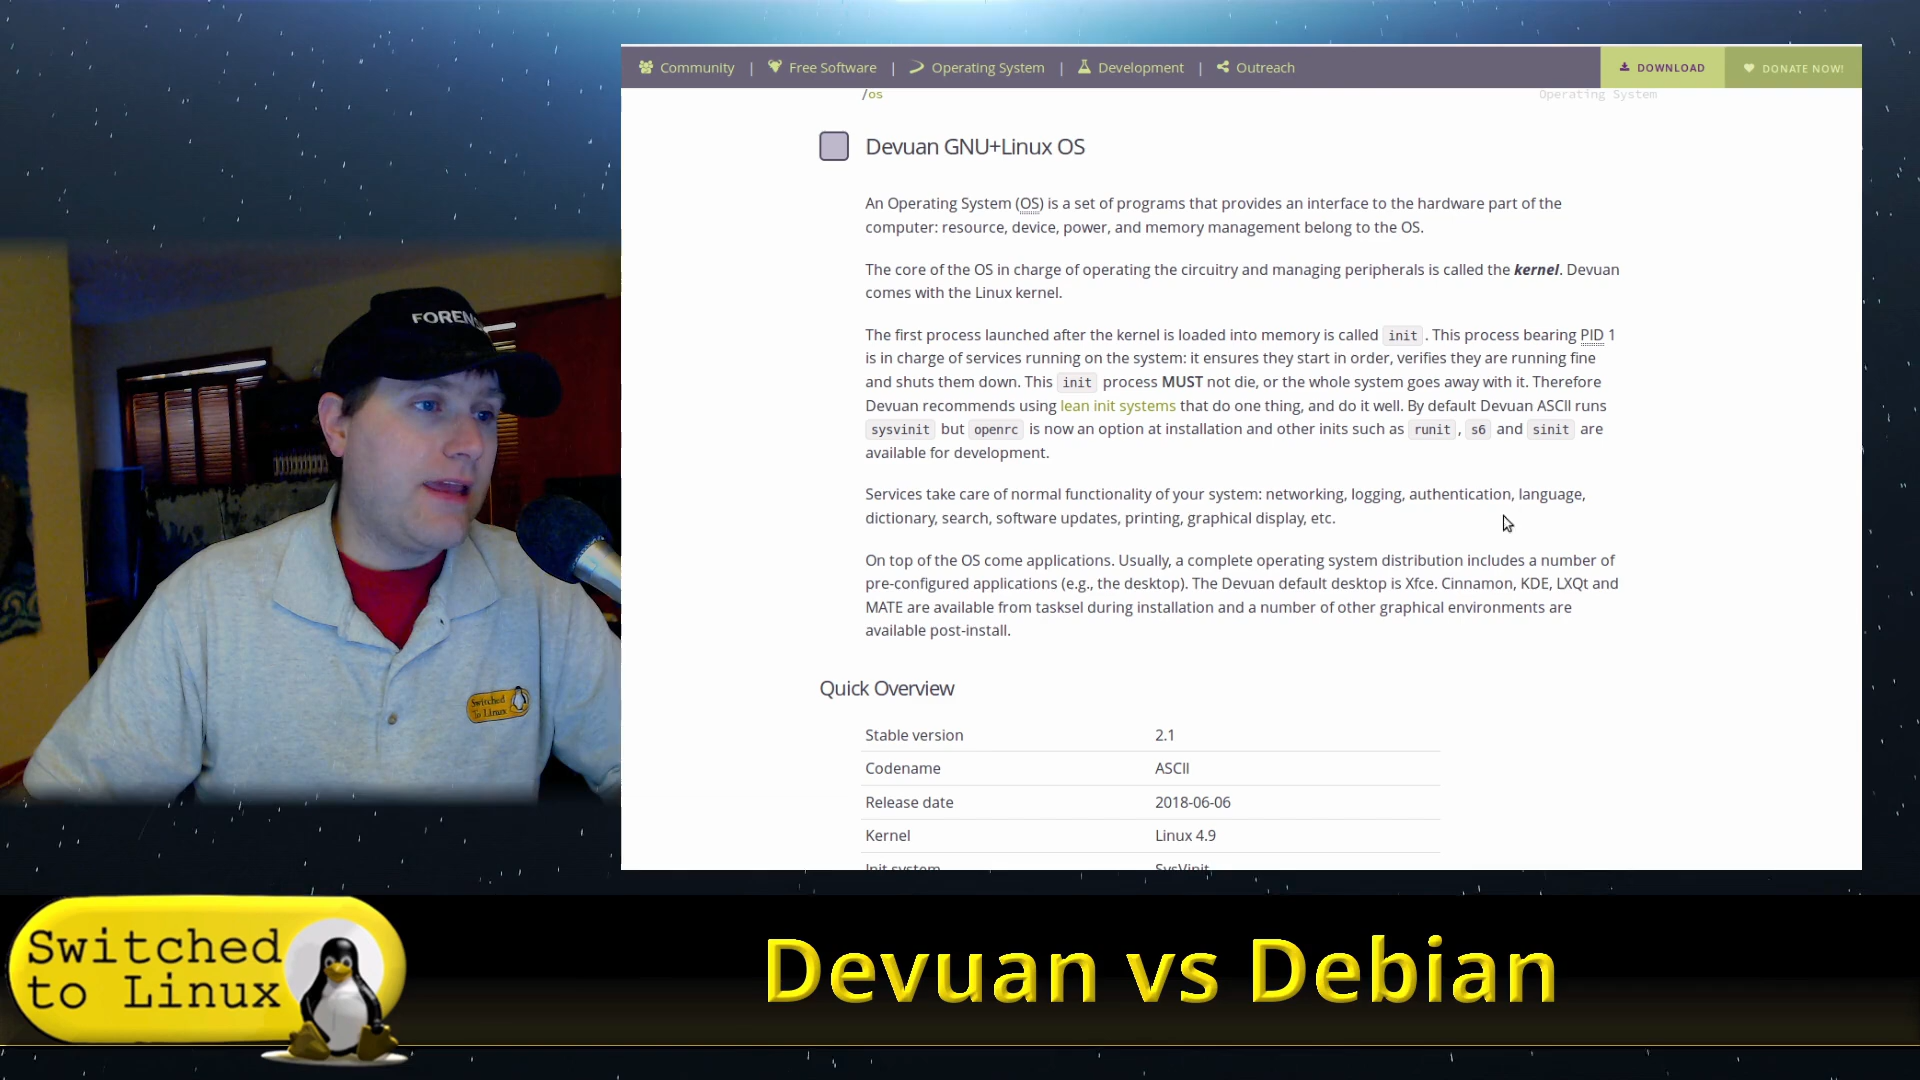 Community | Free Software | Operating System | Development | Outreach
DOWNLOAD
DONATE NOW!
/os
Operating System
Devuan GNU+Linux OS
An Operating System (OS) is a set of programs that provides an interface to the hardware part of the
computer: resource, device, power, and memory management belong to the OS.
The core of the OS in charge of operating the circuitry and managing peripherals is called the kernel. Devuan
comes with the Linux kernel.
The first process launched after the kernel is loaded into memory is called init. This process bearing PID 1
is in charge of services running on the system: it ensures they start in order, verifies they are running fine
and shuts them down. This init process MUST not die, or the whole system goes away with it. Therefore
Devuan recommends using lean init systems that do one thing, and do it well. By default Devuan ASCII runs
sysvinit but openrc is now an option at installation and other inits such as runit, s6 and sinit are
available for development.
Services take care of normal functionality of your system: networking, logging, authentication, language,
dictionary, search, software updates, printing, graphical display, etc.
On top of the OS come applications. Usually, a complete operating system distribution includes a number of
pre-configured applications (e.g., the desktop). The Devuan default desktop is Xfce. Cinnamon, KDE, LXQt and
MATE are available from tasksel during installation and a number of other graphical environments are
available post-install.
Quick Overview
Stable version 2.1
Codename ASCII
Release date 2018-06-06
Kernel Linux 4.9
Init system SysVinit
Switched
To Linux
Switched
to Linux
Devuan vs Debian